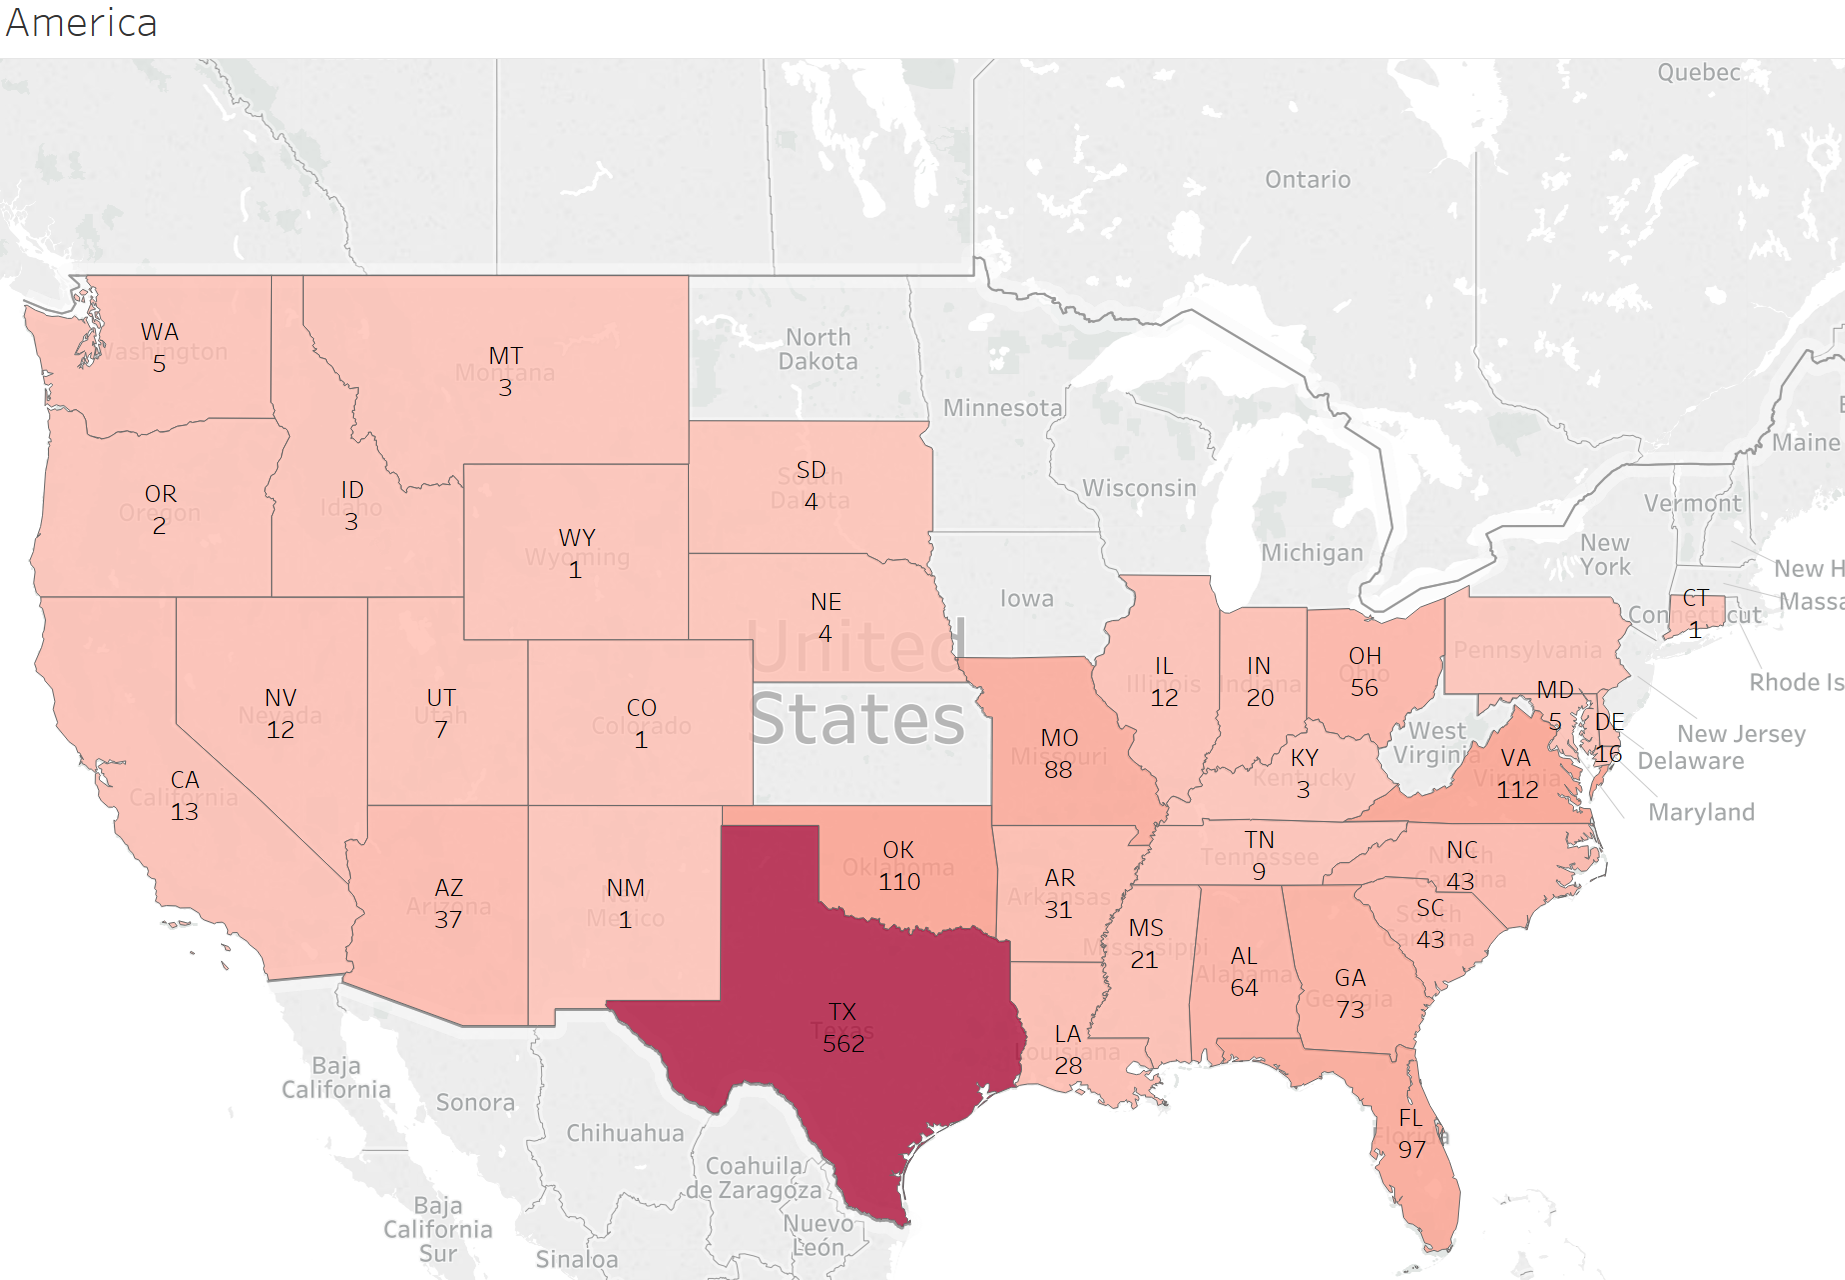 America
Quebec
Ontario
WA
Washington
5
MT
Montana
3
North
Dakota
Minnesota
Maine
SD
South
Dakota
4
OR
Oregon
2
ID
Idaho
3
Wisconsin
Vermont
WY
Wyoming
1
Michigan
New
York
New H
Massa
Iowa
NE
4
CT
Connecticut
1
United
States
Pennsylvania
IL
Illinois
12
IN
Indiana
20
OH
Ohio
56
Rhode Is
MD
5
DE
16
NV
Nevada
12
UT
Utah
7
CO
Colorado
1
West
Virginia
New Jersey
MO
Missouri
88
KY
Kentucky
3
VA
Virginia
112
Delaware
CA
California
13
Maryland
OK
Oklahoma
110
TN
Tennessee
9
NC
North
Carolina
43
AZ
Arizona
37
NM
New
Mexico
1
AR
Arkansas
31
SC
South
Carolina
43
MS
Mississippi
21
AL
Alabama
64
GA
Georgia
73
TX
Texas
562
LA
Louisiana
28
Baja
California
Sonora
Chihuahua
FL
Florida
97
Coahuila
de Zaragoza
Baja
California
Sur
Nuevo
León
Sinaloa